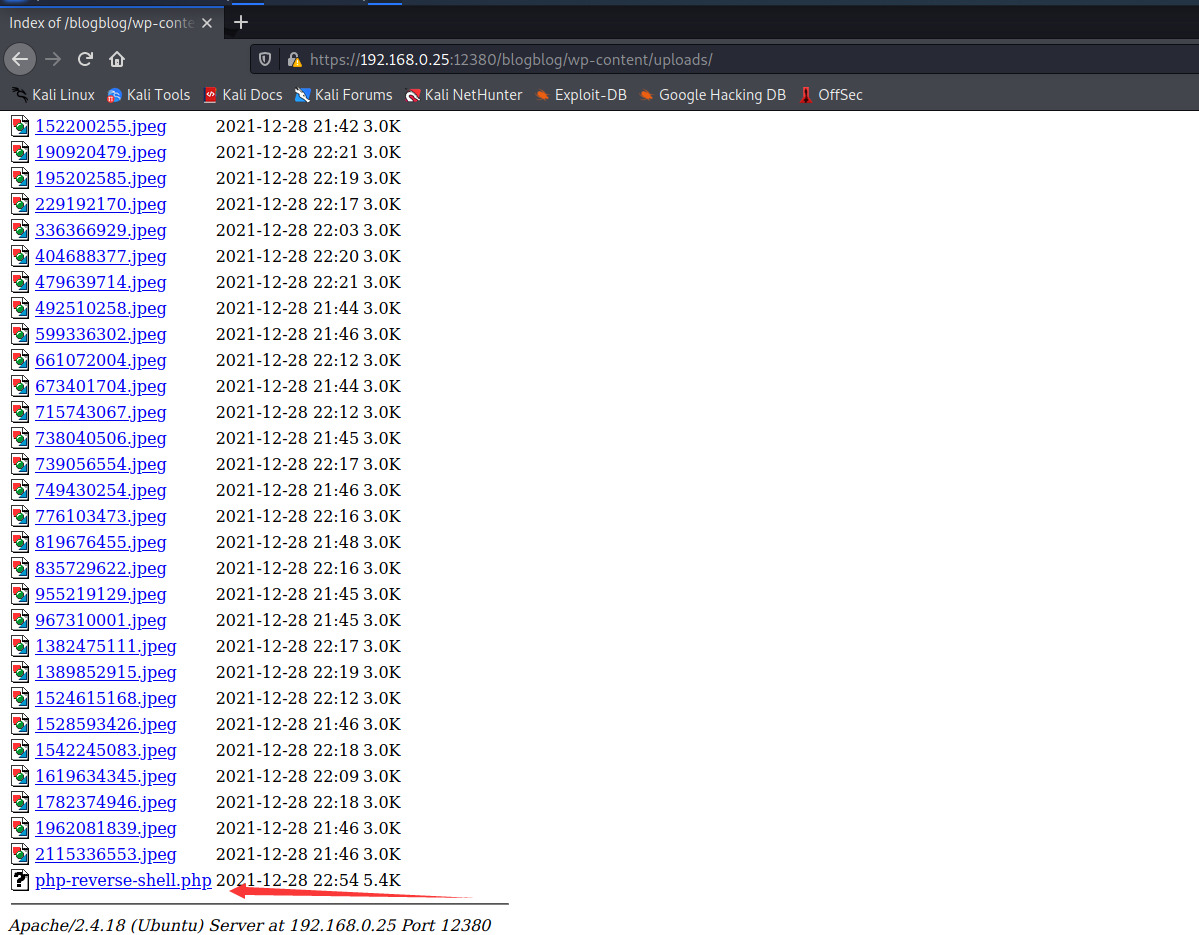 Index of /blogblog/wp-conte
https://192.168.0.25:12380/blogblog/wp-content/uploads/
Kali Linux Kali Tools Kali Docs Kali Forums Kali NetHunter Exploit-DB Google Hacking DB OffSec
152200255.jpeg 2021-12-28 21:42 3.0K
190920479.jpeg 2021-12-28 22:21 3.0K
195202585.jpeg 2021-12-28 22:19 3.0K
229192170.jpeg 2021-12-28 22:17 3.0K
336366929.jpeg 2021-12-28 22:03 3.0K
404688377.jpeg 2021-12-28 22:20 3.0K
479639714.jpeg 2021-12-28 22:21 3.0K
492510258.jpeg 2021-12-28 21:44 3.0K
599336302.jpeg 2021-12-28 21:46 3.0K
661072004.jpeg 2021-12-28 22:12 3.0K
673401704.jpeg 2021-12-28 21:44 3.0K
715743067.jpeg 2021-12-28 22:12 3.0K
738040506.jpeg 2021-12-28 21:45 3.0K
739056554.jpeg 2021-12-28 22:17 3.0K
749430254.jpeg 2021-12-28 21:46 3.0K
776103473.jpeg 2021-12-28 22:16 3.0K
819676455.jpeg 2021-12-28 21:48 3.0K
835729622.jpeg 2021-12-28 22:16 3.0K
955219129.jpeg 2021-12-28 21:45 3.0K
967310001.jpeg 2021-12-28 21:45 3.0K
1382475111.jpeg 2021-12-28 22:17 3.0K
1389852915.jpeg 2021-12-28 22:19 3.0K
1524615168.jpeg 2021-12-28 22:12 3.0K
1528593426.jpeg 2021-12-28 21:46 3.0K
1542245083.jpeg 2021-12-28 22:18 3.0K
1619634345.jpeg 2021-12-28 22:09 3.0K
1782374946.jpeg 2021-12-28 22:18 3.0K
1962081839.jpeg 2021-12-28 21:46 3.0K
2115336553.jpeg 2021-12-28 21:46 3.0K
php-reverse-shell.php 2021-12-28 22:54 5.4K
Apache/2.4.18 (Ubuntu) Server at 192.168.0.25 Port 12380